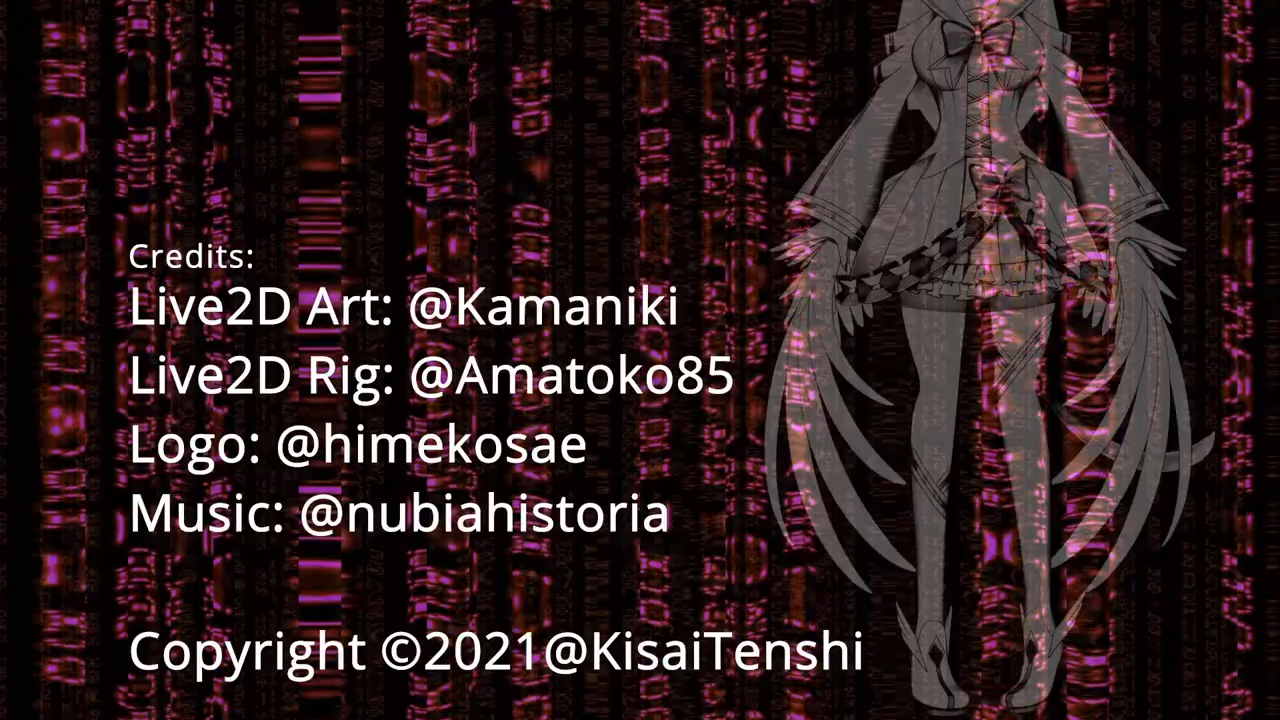 Credits:
Live2D Art: @Kamaniki
Live2D Rig: @Amatoko85
Logo: @himekosae
Music: @nubiahistoria
Copyright ©2021@KisaiTenshi